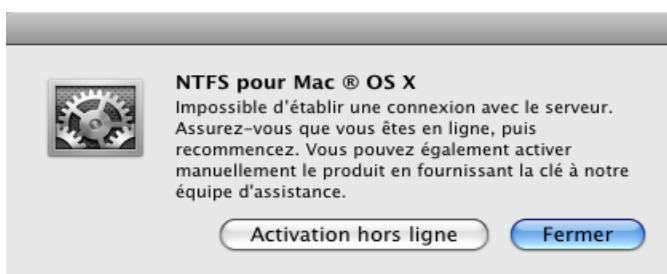 NTFS pour Mac ® OS X
Impossible d'établir une connexion avec le serveur.
Assurez-vous que vous êtes en ligne, puis
recommencez. Vous pouvez également activer
manuellement le produit en fournissant la clé à notre
équipe d'assistance.
Activation hors ligne
Fermer